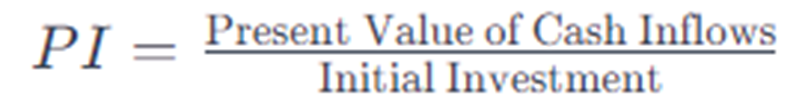 PI = Present Value of Cash Inflows
Initial Investment